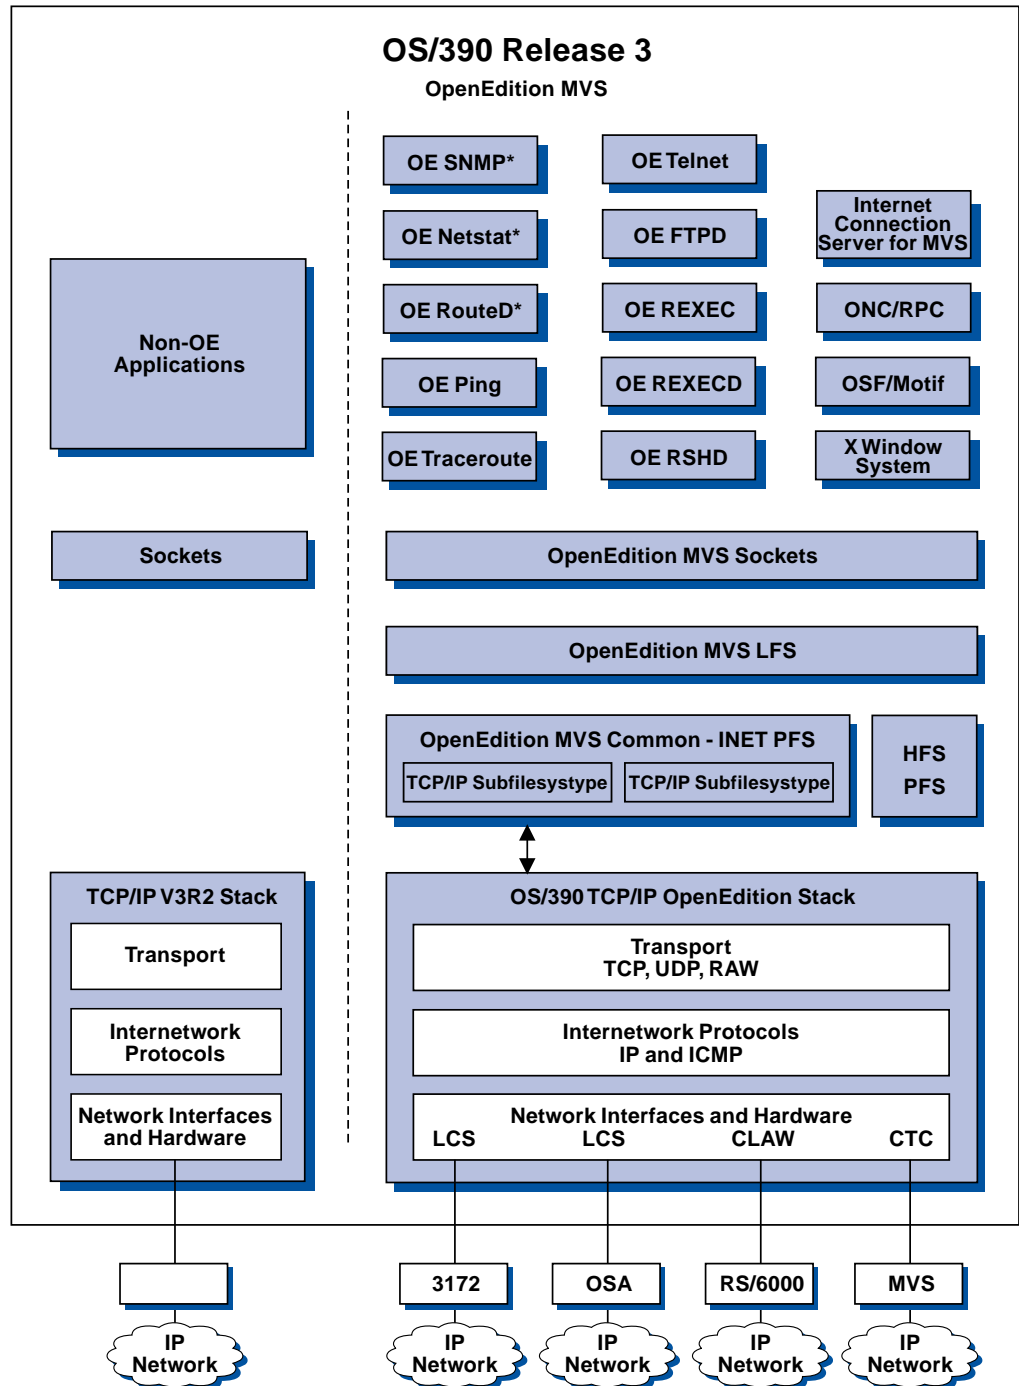 OS/390 Release 3
OpenEdition MVS
OE SNMP*
OE Telnet
Internet
Connection
Server for MVS
OE Netstat*
OE FTPD
Non-OE
Applications
OE RouteD*
OE REXEC
ONC/RPC
OE Ping
OE REXECD
OSF/Motif
OE Traceroute
OE RSHD
X Window
System
Sockets
OpenEdition MVS Sockets
OpenEdition MVS LFS
OpenEdition MVS Common - INET PFS
TCP/IP Subfilesystype
TCP/IP Subfilesystype
HFS
PFS
TCP/IP V3R2 Stack
Transport
Internetwork
Protocols
Network Interfaces
and Hardware
OS/390 TCP/IP OpenEdition Stack
Transport
TCP, UDP, RAW
Internetwork Protocols
IP and ICMP
Network Interfaces and Hardware
LCS LCS CLAW CTC
3172
OSA
RS/6000
MVS
IP
Network
IP
Network
IP
Network
IP
Network
IP
Network